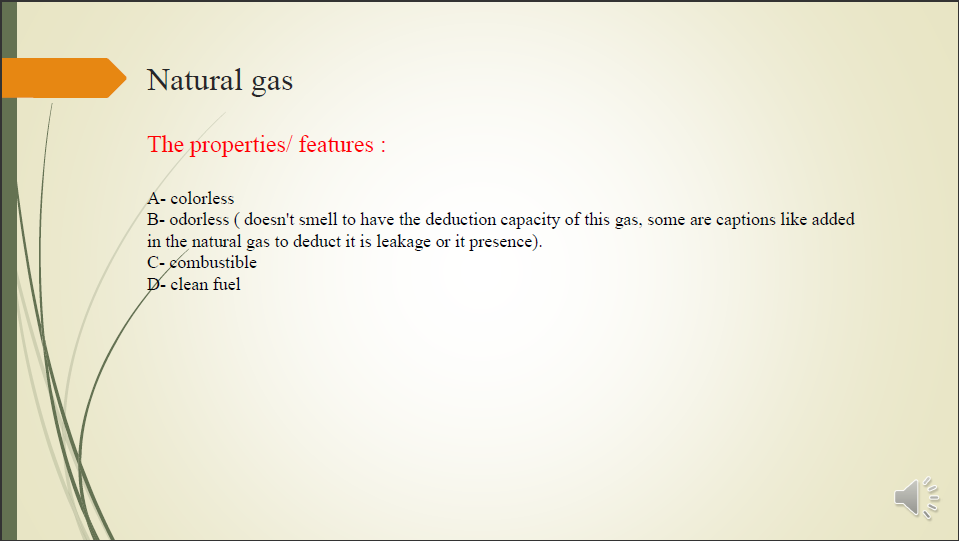 Natural gas
The properties/ features :
A- colorless
B- odorless ( doesn't smell to have the deduction capacity of this gas, some are captions like added
in the natural gas to deduct it is leakage or it presence).
C- combustible
D- clean fuel